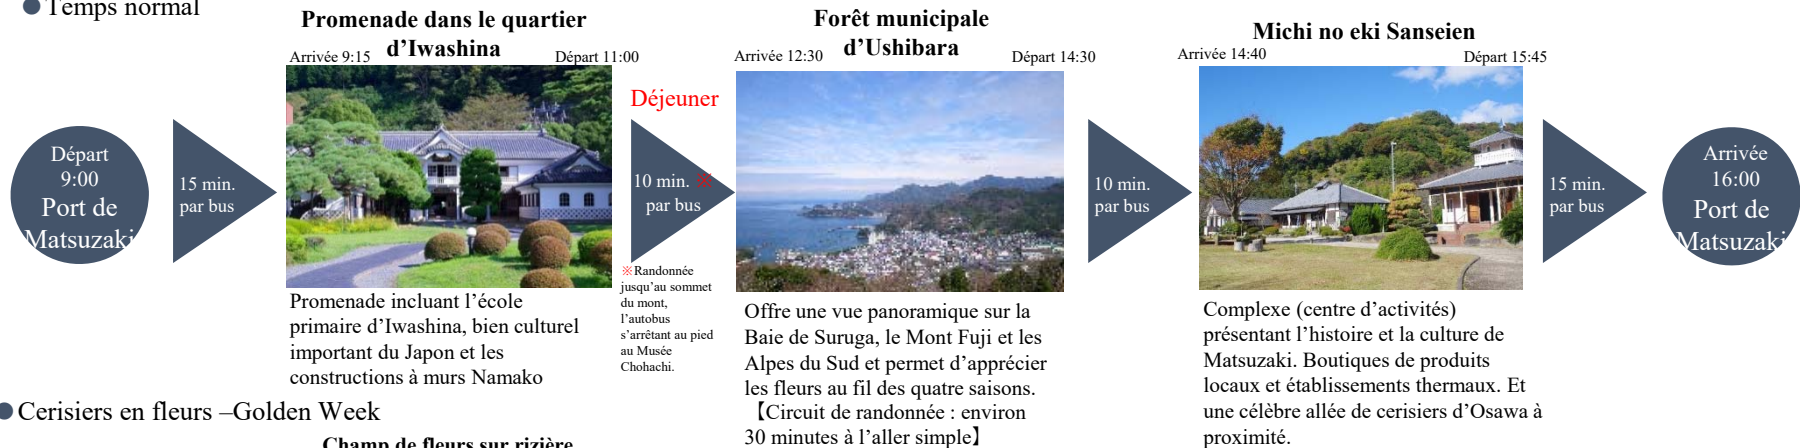 Temps normal
Promenade dans le quartier
d’Iwashina
Arrivée 9:15
Départ 11:00
Forêt municipale
d’Ushibara
Arrivée 12:30
Départ 14:30
Michi no eki Sanseien
Arrivée 14:40
Départ 15:45
Départ
9:00
Port de
Matsuzaki
15 min.
par bus
Déjeuner
10 min. ※
par bus
10 min.
par bus
15 min.
par bus
Arrivée
16:00
Port de
Matsuzaki
Promenade incluant l’école
primaire d’Iwashina, bien culturel
important du Japon et les
constructions à murs Namako
※Randonnée
jusqu’au sommet
du mont,
l’autobus
s’arrêtant au pied
au Musée
Chohachi.
Offre une vue panoramique sur la
Baie de Suruga, le Mont Fuji et les
Alpes du Sud et permet d’apprécier
les fleurs au fil des quatre saisons.
【Circuit de randonnée : environ
30 minutes à l’aller simple】
Complexe (centre d’activités)
présentant l’histoire et la culture de
Matsuzaki. Boutiques de produits
locaux et établissements thermaux. Et
une célèbre allée de cerisiers d’Osawa à
proximité.
Cerisiers en fleurs –Golden Week
Champ de fleurs sur rizière